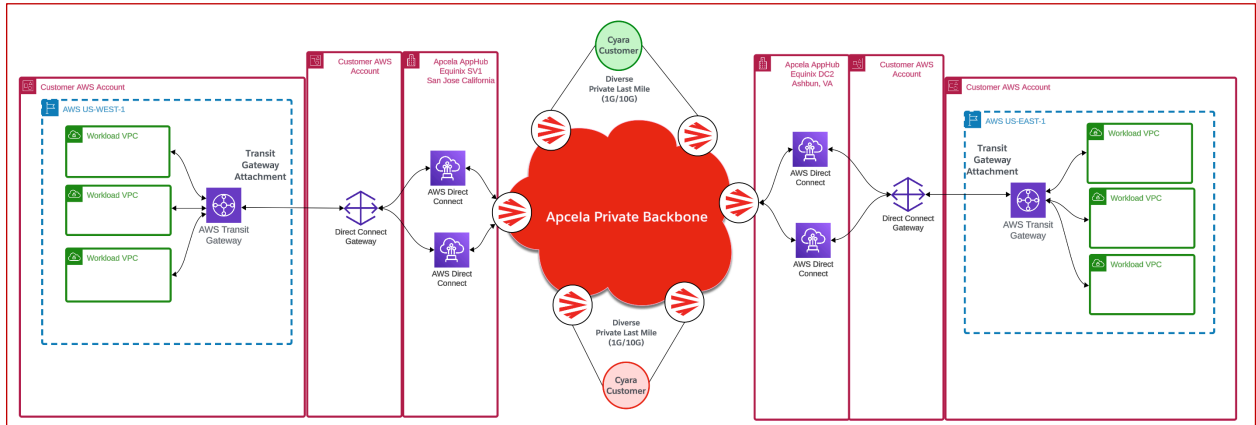 Customer AWS Account
AWS US-WEST-1
Workload VPC
Workload VPC
Workload VPC
Transit
Gateway
Attachment
AWS Transit
Gateway
Customer AWS
Account
Direct Connect
Gateway
Apcela AppHub
Equinix SV1
San Jose California
AWS Direct
Connect
AWS Direct
Connect
Cyara
Customer
Diverse
Private Last Mile
(1G/10G)
Apcela Private Backbone
Diverse
Private Last Mile
(1G/10G)
Cyara
Customer
Apcela AppHub
Equinix DC2
Ashbun, VA
AWS Direct
Connect
AWS Direct
Connect
Customer AWS
Account
Direct Connect
Gateway
Customer AWS Account
AWS US-EAST-1
Transit
Gateway
Attachment
AWS Transit
Gateway
Workload VPC
Workload VPC
Workload VPC